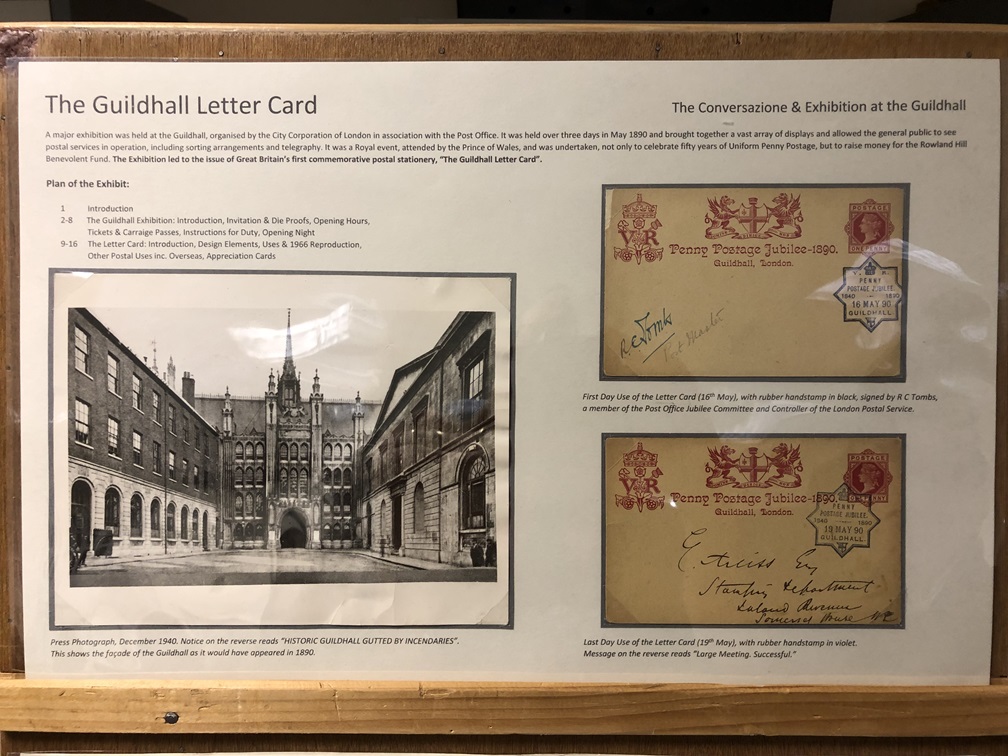 The Guildhall Letter Card
The Conversazione & Exhibition at the Guildhall
A major exhibition was held at the Guildhall, organised by the City Corporation of London in association with the Post Office. It was held over three days in May 1890 and brought together a vast array of displays and allowed the general public to see
postal services in operation, including sorting arrangements and telegraphy. It was a Royal event, attended by the Prince of Wales, and was undertaken, not only to celebrate fifty years of Uniform Penny Postage, but to raise money for the Rowland Hill
Benevolent Fund. The Exhibition led to the issue of Great Britain's first commemorative postal stationery, "The Guildhall Letter Card".
Plan of the Exhibit:
1 Introduction
2-8 The Guildhall Exhibition: Introduction, Invitation & Die Proofs, Opening Hours,
Tickets & Carraige Passes, Instructions for Duty, Opening Night
9-16 The Letter Card: Introduction, Design Elements, Uses & 1966 Reproduction,
Other Postal Uses inc. Overseas, Appreciation Cards
Press Photograph, December 1940. Notice on the reverse reads "HISTORIC GUILDHALL GUTTED BY INCENDARIES".
This shows the façade of the Guildhall as it would have appeared in 1890.
V R
Penny Postage Jubilee-1890.
Guildhall, London.
POSTAGE
ONE PENNY
V. R.
PENNY
POSTAGE JUBILEE.
1840 — 1890
16 MAY 90
GUILDHALL
R C Tombs
First Day Use of the Letter Card (16th May), with rubber handstamp in black, signed by R C Tombs,
a member of the Post Office Jubilee Committee and Controller of the London Postal Service.
V R
Penny Postage Jubilee-1890.
Guildhall, London.
POSTAGE
ONE PENNY
PENNY
POSTAGE JUBILEE.
1840 1890
19 MAY 90
GUILDHALL.
Stamping Department
Inland Revenue
Somerset House WC
Last Day Use of the Letter Card (19th May), with rubber handstamp in violet.
Message on the reverse reads "Large Meeting. Successful."